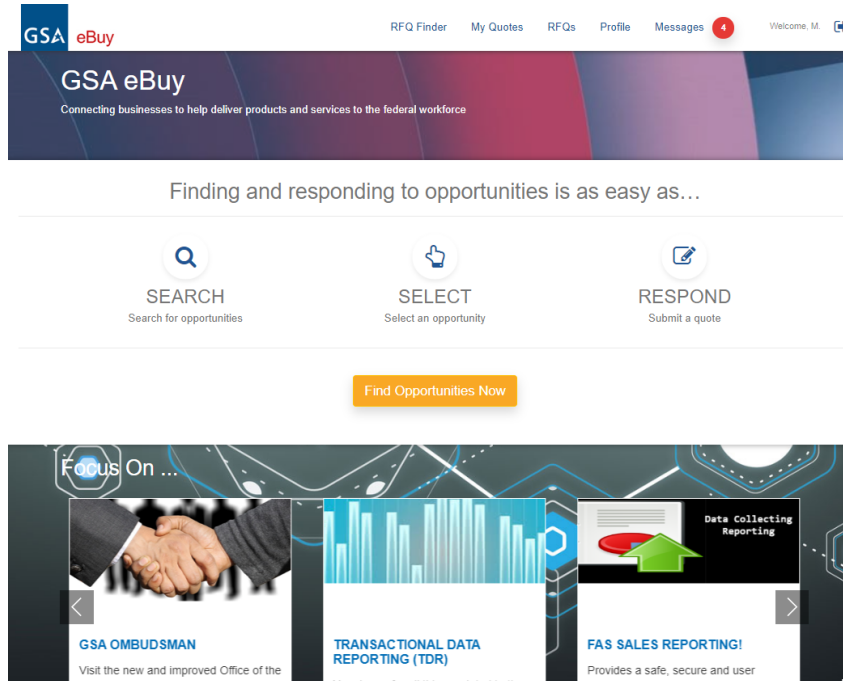 GSA eBuy
RFQ Finder My Quotes RFQs Profile Messages 4 Welcome, M.
GSA eBuy
Connecting businesses to help deliver products and services to the federal workforce
Finding and responding to opportunities is as easy as…
SEARCH
Search for opportunities
SELECT
Select an opportunity
RESPOND
Submit a quote
Find Opportunities Now
Focus On ...
Data Collecting
Reporting
GSA OMBUDSMAN
Visit the new and improved Office of the
TRANSACTIONAL DATA
REPORTING (TDR)
FAS SALES REPORTING!
Provides a safe, secure and user